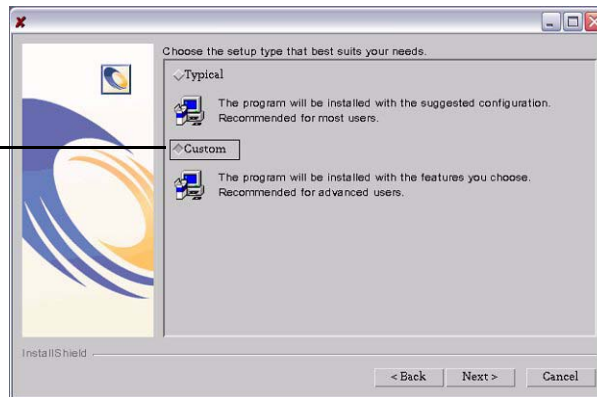 Choose the setup type that best suits your needs.
Typical
The program will be installed with the suggested configuration.
Recommended for most users.
Custom
The program will be installed with the features you choose.
Recommended for advanced users.
InstallShield
< Back
Next >
Cancel